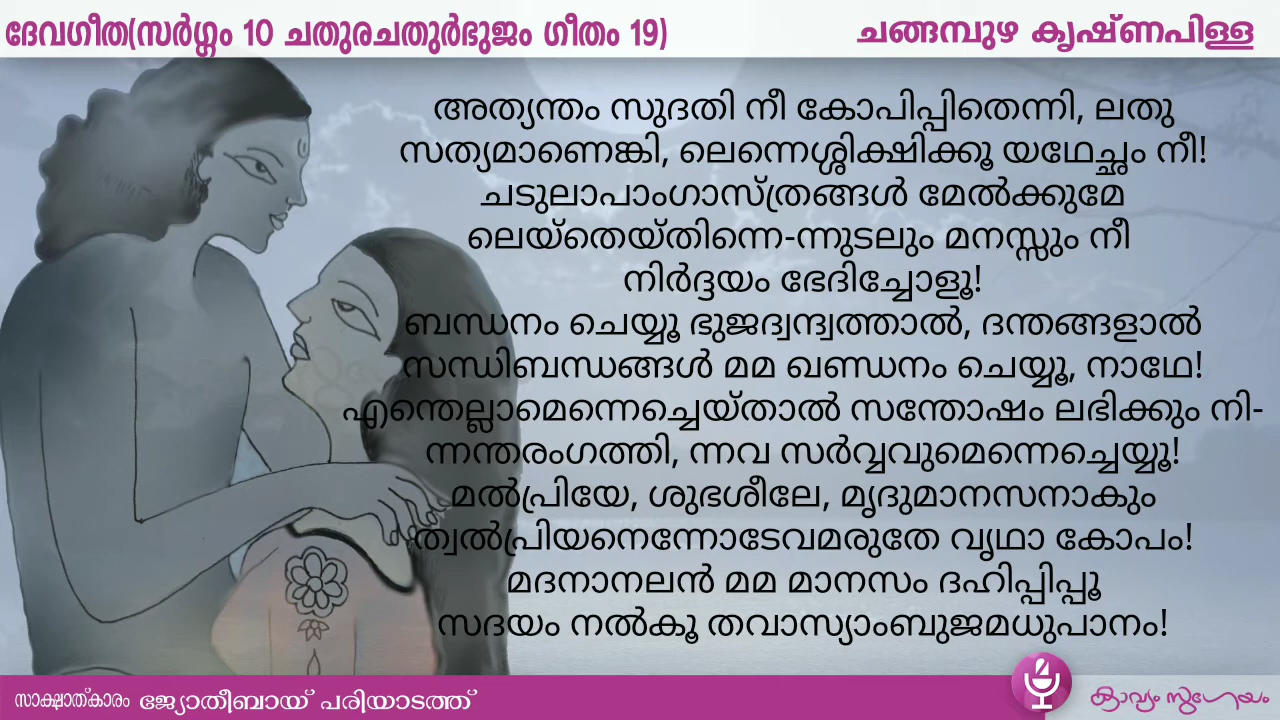 ദേവഗീത(സർഗ്ഗം 10 ചതുരചതുർഭുജം ഗീതം 19)
ചങ്ങമ്പുഴ കൃഷ്ണപിള്ള
അത്യന്തം സുദതി നീ കോപിപ്പിതെന്നി, ലതു
സത്യമാണെങ്കി, ലെന്നെശ്ശിക്ഷിക്കൂ യഥേച്ഛം നീ!
ചടുലാപാംഗാസ്ത്രങ്ങൾ മേൽക്കുമേ
ലെയ്തെയ്തിന്നെ-ന്നുടലും മനസ്സും നീ
നിർദ്ദയം ഭേദിച്ചോളൂ!
ബന്ധനം ചെയ്യൂ ഭുജദ്വന്ദ്വത്താൽ, ദന്തങ്ങളാൽ
സന്ധിബന്ധങ്ങൾ മമ ഖണ്ഡനം ചെയ്യൂ, നാഥേ!
എന്തെല്ലാമെന്നെച്ചെയ്താൽ സന്തോഷം ലഭിക്കും നി-
ന്നന്തരംഗത്തി, ന്നവ സർവ്വവുമെന്നെച്ചെയ്യൂ!
മൽപ്രിയേ, ശുഭശീലേ, മൃദുമാനസനാകും
ത്വൽപ്രിയനെന്നോടേവമരുതേ വൃഥാ കോപം!
മദനാനലൻ മമ മാനസം ദഹിപ്പിപ്പൂ
സദയം നൽകൂ തവാസ്യാംബുജമധുപാനം!
സാക്ഷാത്കാരം ജ്യോതീബായ് പരിയാടത്ത്
കാവ്യം സുഗേയം